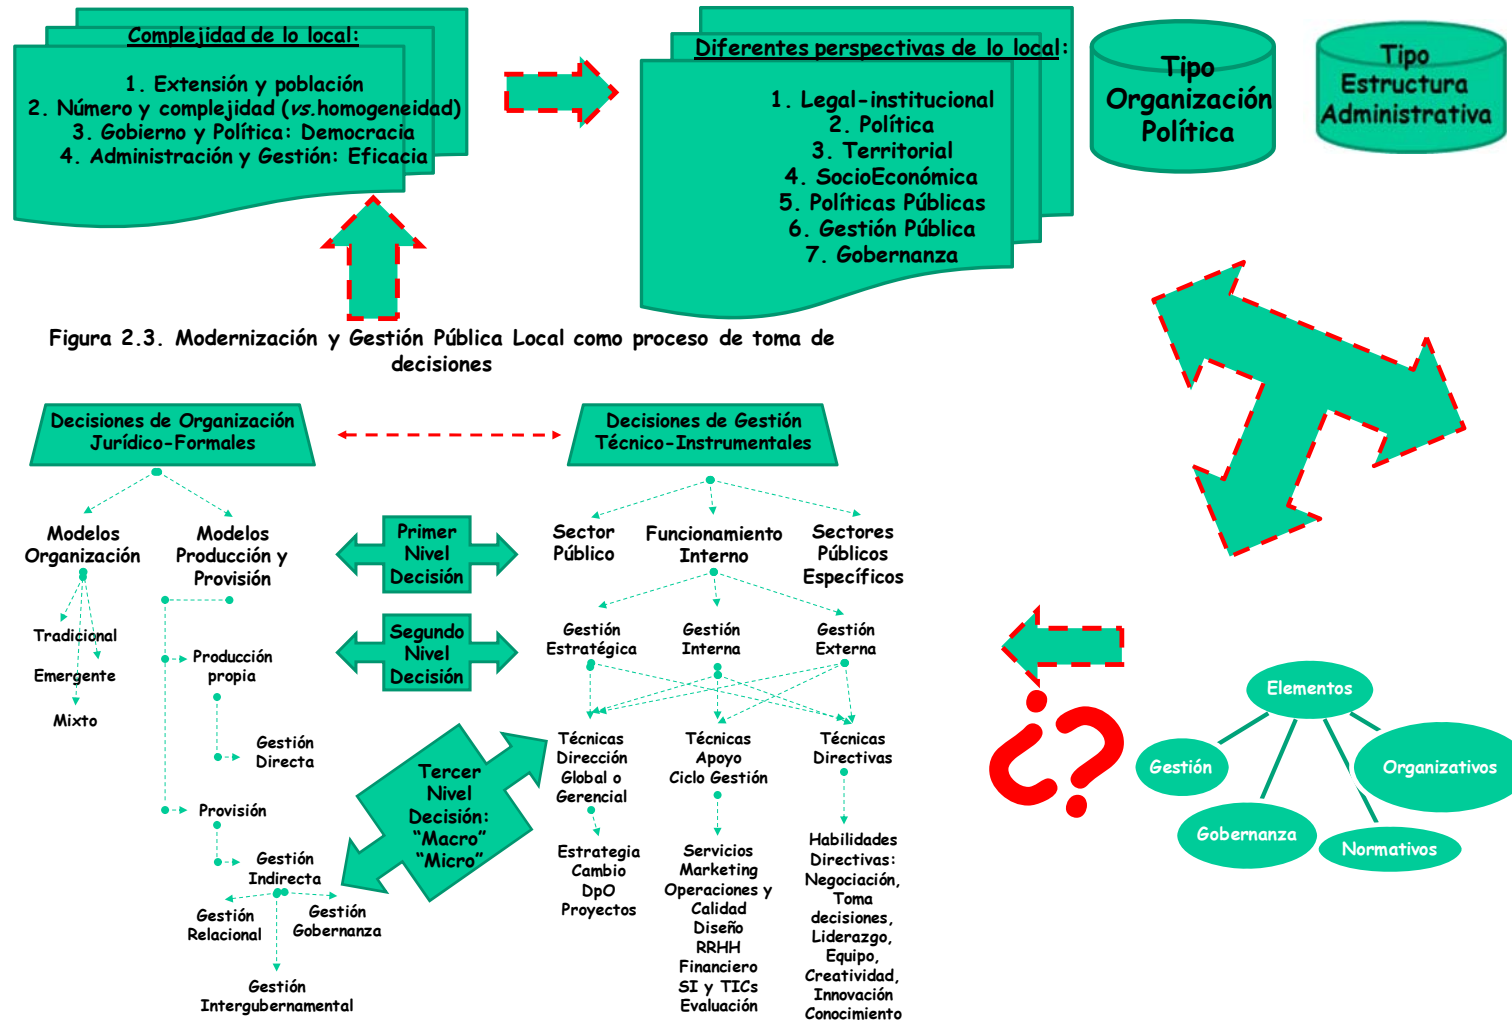 Complejidad de lo local:
1. Extensión y población
2. Número y complejidad (vs.homogeneidad)
3. Gobierno y Política: Democracia
4. Administración y Gestión: Eficacia
Diferentes perspectivas de lo local:
1. Legal-institucional
2. Política
3. Territorial
4. SocioEconómica
5. Políticas Públicas
6. Gestión Pública
7. Gobernanza
Tipo
Organización
Política
Tipo
Estructura
Administrativa
Figura 2.3. Modernización y Gestión Pública Local como proceso de toma de
decisiones
Decisiones de Organización
Jurídico-Formales
Decisiones de Gestión
Técnico-Instrumentales
Modelos
Organización
Modelos
Producción y
Provisión
Primer
Nivel
Decisión
Sector
Público
Funcionamiento
Interno
Sectores
Públicos
Específicos
Tradicional
Emergente
Mixto
Producción
propia
Gestión
Directa
Provisión
Gestión
Indirecta
Gestión
Relacional
Gestión
Gobernanza
Gestión
Intergubernamental
Segundo
Nivel
Decisión
Gestión
Estratégica
Gestión
Interna
Gestión
Externa
Tercer
Nivel
Decisión:
“Macro”
“Micro”
Técnicas
Dirección
Global o
Gerencial
Técnicas
Apoyo
Ciclo Gestión
Técnicas
Directivas
Estrategia
Cambio
DpO
Proyectos
Servicios
Marketing
Operaciones y
Calidad
Diseño
RRHH
Financiero
SI y TICs
Evaluación
Habilidades
Directivas:
Negociación,
Toma
decisiones,
Liderazgo,
Equipo,
Creatividad,
Innovación
Conocimiento
¿?
Elementos
Gestión
Organizativos
Gobernanza
Normativos